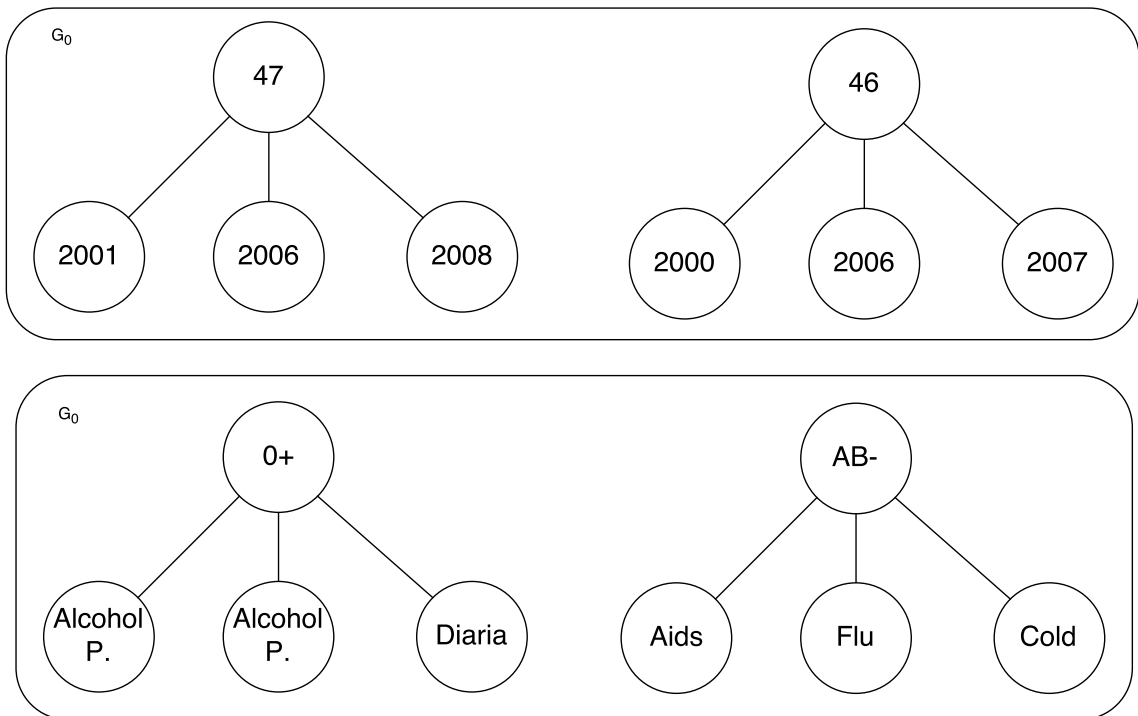 G0
47
46
2001
2006
2008
2000
2006
2007
G0
0+
AB-
Alcohol
P.
Alcohol
P.
Diaria
Aids
Flu
Cold